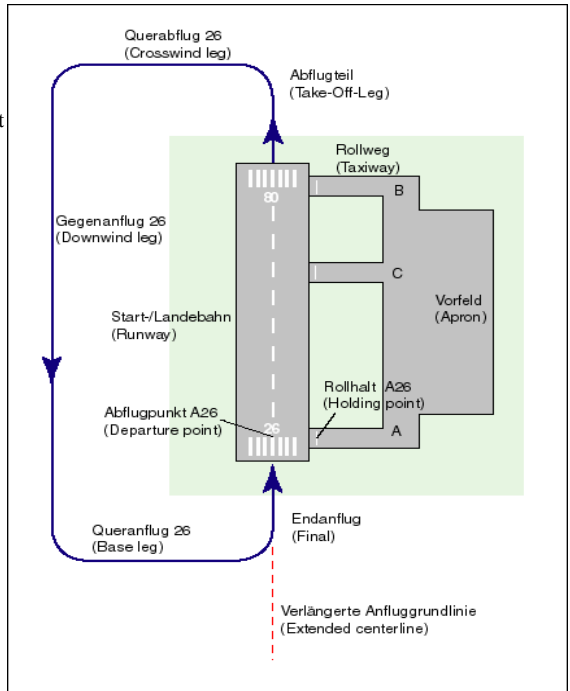 Querabflug 26
(Crosswind leg)
Abflugteil
(Take-Off-Leg)
t
Rollweg
(Taxiway)
B
80
Gegenanflug 26
(Downwind leg)
C
Vorfeld
(Apron)
Start-/Landebahn
(Runway)
Rollhalt A26
(Holding point)
Abflugpunkt A26
(Departure point)
26
A
Queranflug 26
(Base leg)
Endanflug
(Final)
Verlängerte Anfluggrundlinie
(Extended centerline)